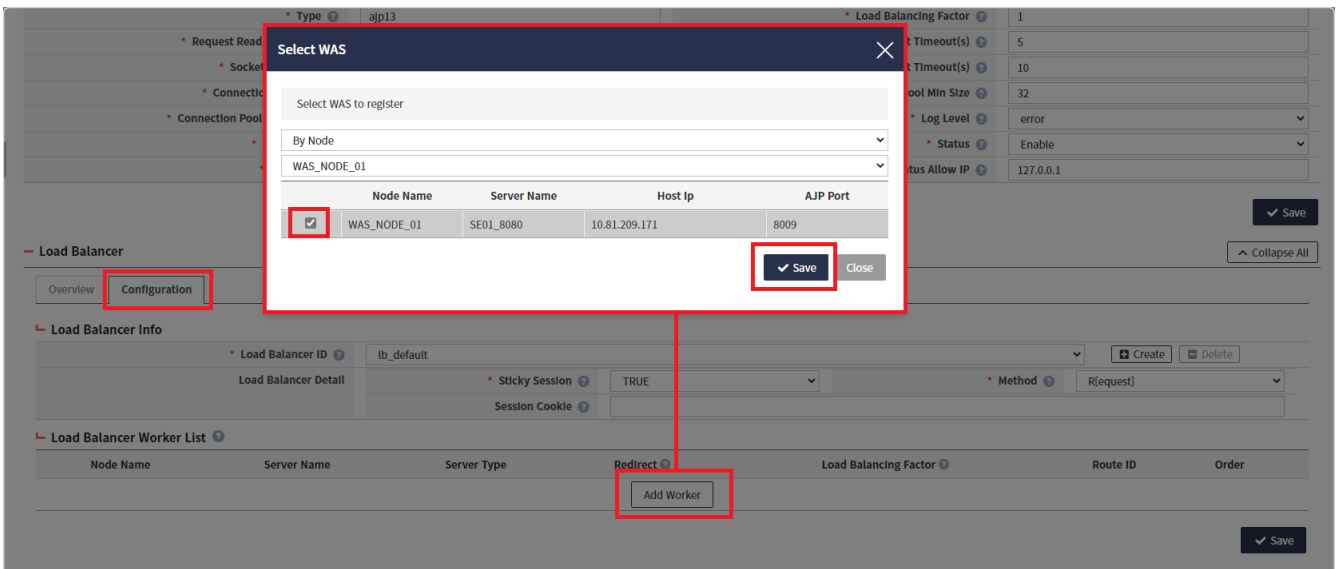 * Type ajp13 * Load Balancing Factor 1
* Request Read t Timeout(s) 5
* Socket t Timeout(s) 10
* Connectio ool Min Size 32
* Connection Pool * Log Level error
* * Status Enable
* tus Allow IP 127.0.0.1
Save
Select WAS
Select WAS to register
By Node
WAS_NODE_01
Node Name Server Name Host Ip AJP Port
WAS_NODE_01 SE01_8080 10.81.209.171 8009
Save Close
Load Balancer Collapse All
Overview Configuration
Load Balancer Info
* Load Balancer ID lb_default Create Delete
Load Balancer Detail * Sticky Session TRUE * Method R[equest]
Session Cookie
Load Balancer Worker List
Node Name Server Name Server Type Redirect Load Balancing Factor Route ID Order
Add Worker
Save